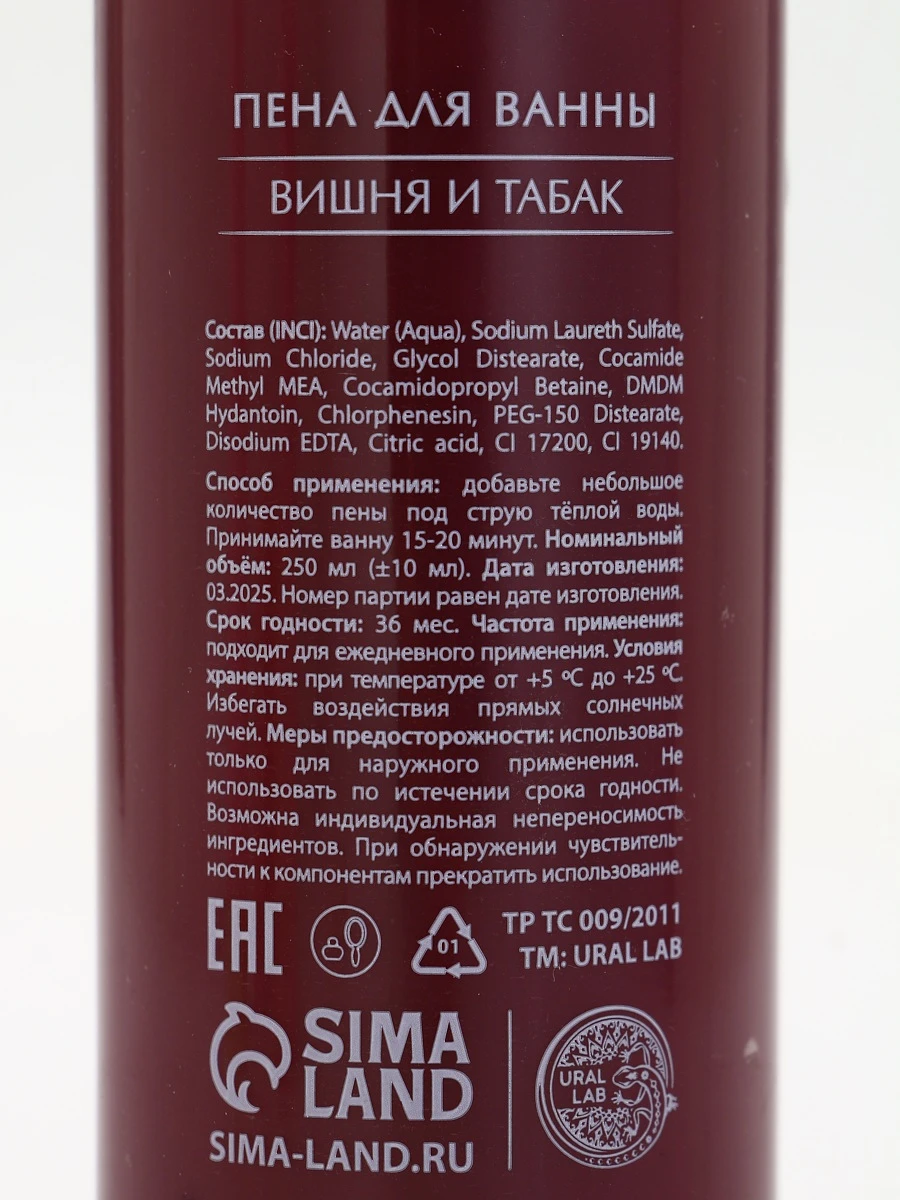 ПЕНА ДЛЯ ВАННЫ
ВИШНЯ И ТАБАК
Состав (INCI): Water (Aqua), Sodium Laureth Sulfate,
Sodium Chloride, Glycol Distearate, Cocamide
Methyl MEA, Cocamidopropyl Betaine, DMDM
Hydantoin, Chlorphenesin, PEG-150 Distearate,
Disodium EDTA, Citric acid, CI 17200, CI 19140.
Способ применения: добавьте небольшое
количество пены под струю тёплой воды.
Принимайте ванну 15-20 минут. Номинальный
объём: 250 мл (±10 мл). Дата изготовления:
03.2025. Номер партии равен дате изготовления.
Срок годности: 36 мес. Частота применения:
подходит для ежедневного применения. Условия
хранения: при температуре от +5 ºС до +25 ºС.
Избегать воздействия прямых солнечных
лучей. Меры предосторожности: использовать
только для наружного применения. Не
использовать по истечении срока годности.
Возможна индивидуальная непереносимость
ингредиентов. При обнаружении чувствитель-
ности к компонентам прекратить использование.
EAC
01
ТР ТС 009/2011
ТМ: URAL LAB
SIMA
LAND
SIMA-LAND.RU
URAL
LAB